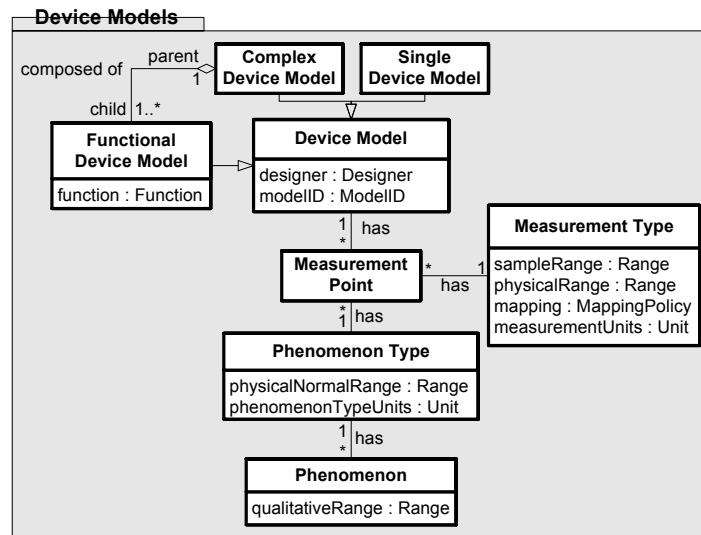 Device Models
parent
composed of
1
child 1..*
Complex
Device Model
Single
Device Model
Functional
Device Model
function : Function
Device Model
designer : Designer
modelID : ModelID
1
has
*
Measurement
Point
*
1
has
Measurement Type
sampleRange : Range
physicalRange : Range
mapping : MappingPolicy
measurementUnits : Unit
*
has
1
Phenomenon Type
physicalNormalRange : Range
phenomenonTypeUnits : Unit
1
has
*
Phenomenon
qualitativeRange : Range